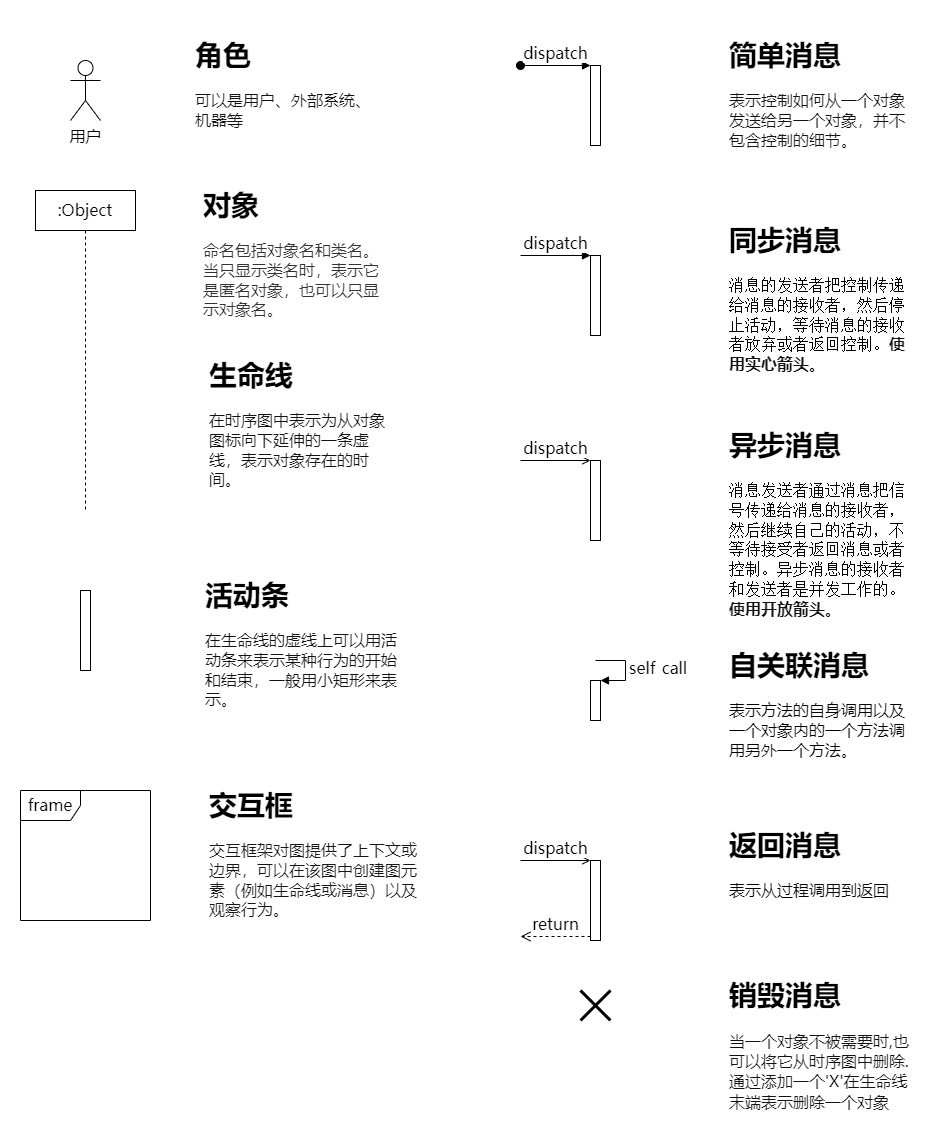 角色
可以是用户、外部系统、
机器等
用户
:Object
对象
命名包括对象名和类名。
当只显示类名时，表示它
是匿名对象，也可以只显
示对象名。
生命线
在时序图中表示为从对象
图标向下延伸的一条虚
线，表示对象存在的时
间。
活动条
在生命线的虚线上可以用活
动条来表示某种行为的开始
和结束，一般用小矩形来表
示。
frame
交互框
交互框架对图提供了上下文或
边界，可以在该图中创建图元
素（例如生命线或消息）以及
观察行为。
dispatch
简单消息
表示控制如何从一个对象
发送给另一个对象，并不
包含控制的细节。
dispatch
同步消息
消息的发送者把控制传递
给消息的接收者，然后停
止活动，等待消息的接收
者放弃或者返回控制。使
用实心箭头。
dispatch
异步消息
消息发送者通过消息把信
号传递给消息的接收者，
然后继续自己的活动，不
等待接受者返回消息或者
控制。异步消息的接收者
和发送者是并发工作的。
使用开放箭头。
self call
自关联消息
表示方法的自身调用以及
一个对象内的一个方法调
用另外一个方法。
dispatch
return
返回消息
表示从过程调用到返回
销毁消息
当一个对象不被需要时,也
可以将它从时序图中删除.
通过添加一个'X'在生命线
末端表示删除一个对象